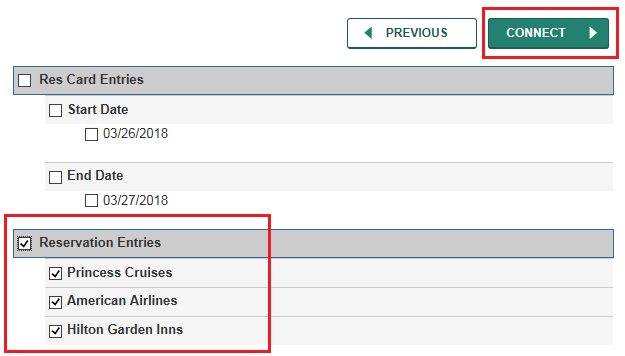 PREVIOUS
CONNECT
Res Card Entries
Start Date
03/26/2018
End Date
03/27/2018
Reservation Entries
Princess Cruises
American Airlines
Hilton Garden Inns